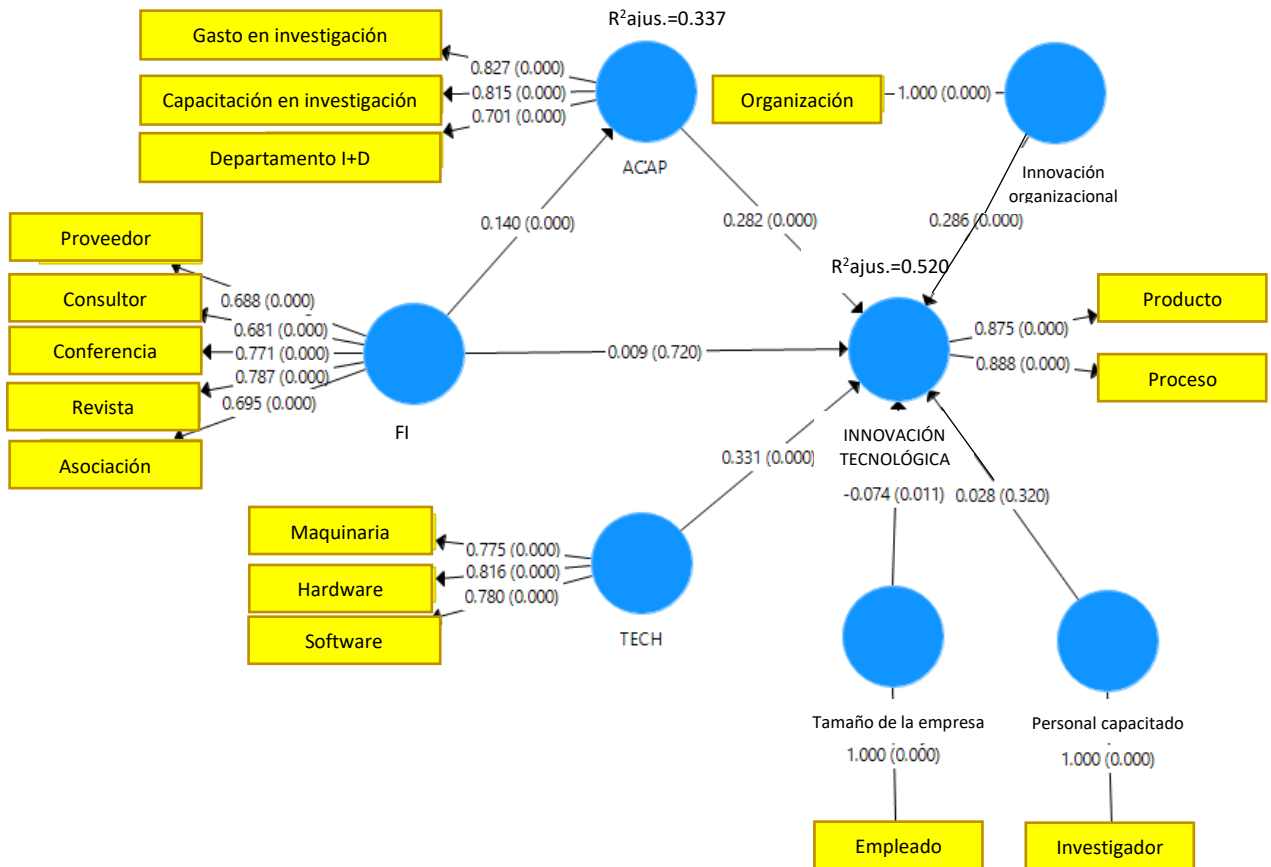 R²ajus.=0.337
Gasto en investigación
0.827 (0.000)
Capacitación en investigación
0.815 (0.000)
0.701 (0.000)
Departamento I+D
ACAP
Organización
1.000 (0.000)
Innovación
organizacional
0.140 (0.000)
0.282 (0.000)
0.286 (0.000)
Proveedor
0.688 (0.000)
Consultor
0.681 (0.000)
Conferencia
0.771 (0.000)
0.787 (0.000)
Revista
0.695 (0.000)
Asociación
FI
0.009 (0.720)
R²ajus.=0.520
Producto
0.875 (0.000)
0.888 (0.000)
Proceso
INNOVACIÓN
TECNOLÓGICA
0.331 (0.000)
-0.074 (0.011)
0.028 (0.320)
Maquinaria
0.775 (0.000)
Hardware
0.816 (0.000)
0.780 (0.000)
Software
TECH
Tamaño de la empresa
Personal capacitado
1.000 (0.000)
1.000 (0.000)
Empleado
Investigador